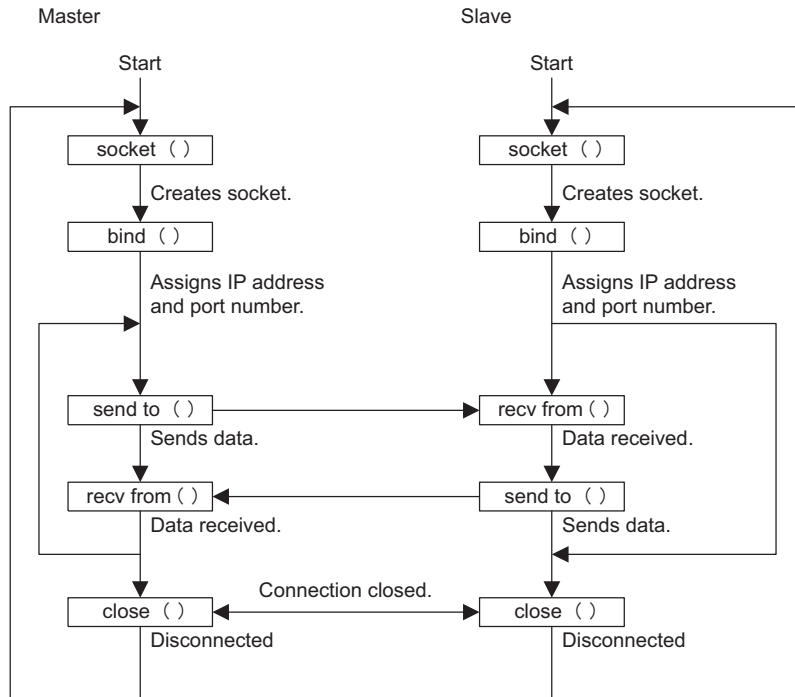 Master
Slave
Start
Start
socket ( )
socket ( )
Creates socket.
Creates socket.
bind ( )
bind ( )
Assigns IP address
and port number.
Assigns IP address
and port number.
send to ( )
recv from ( )
Sends data.
Data received.
recv from ( )
send to ( )
Data received.
Sends data.
Connection closed.
close ( )
close ( )
Disconnected
Disconnected